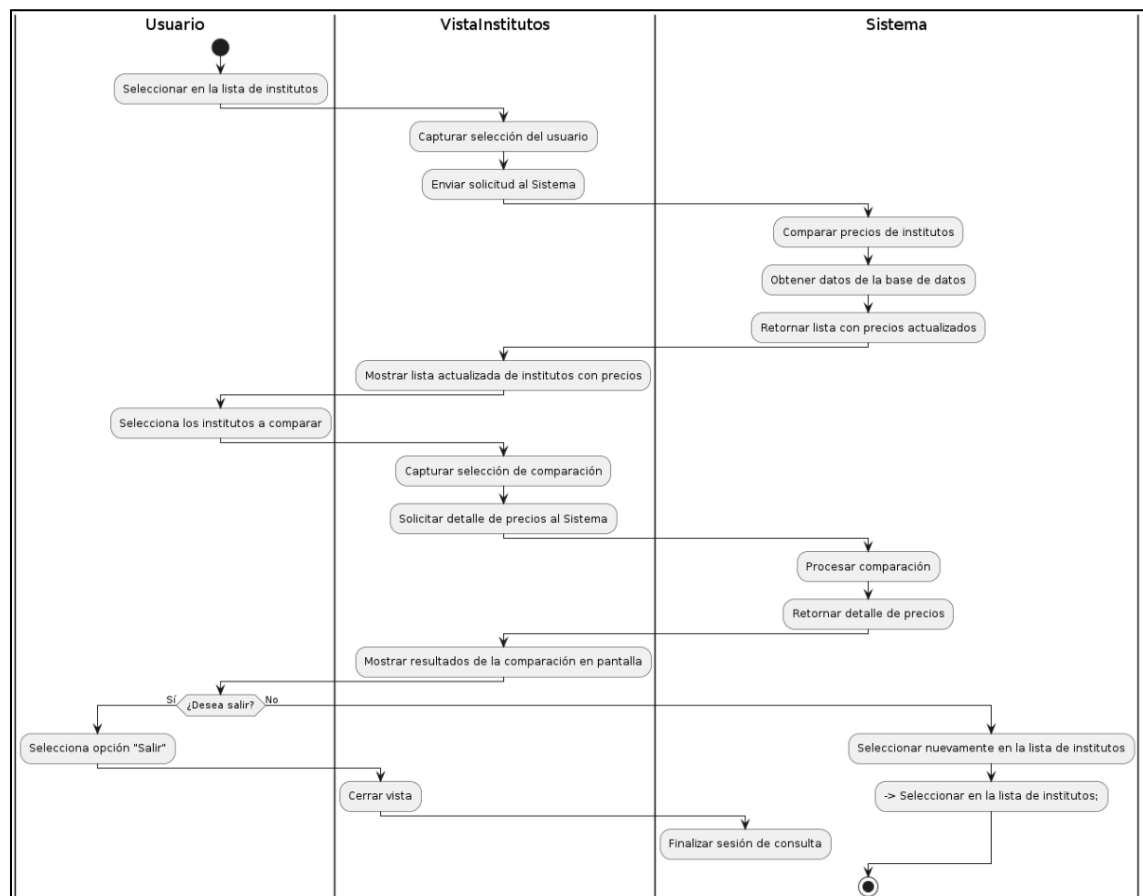 Usuario
VistaInstitutos
Sistema
Seleccionar en la lista de institutos
Capturar selección del usuario
Enviar solicitud al Sistema
Comparar precios de institutos
Obtener datos de la base de datos
Retornar lista con precios actualizados
Mostrar lista actualizada de institutos con precios
Selecciona los institutos a comparar
Capturar selección de comparación
Solicitar detalle de precios al Sistema
Procesar comparación
Retornar detalle de precios
Mostrar resultados de la comparación en pantalla
Sí
¿Desea salir?
No
Selecciona opción "Salir"
Seleccionar nuevamente en la lista de institutos
Cerrar vista
-> Seleccionar en la lista de institutos;
Finalizar sesión de consulta